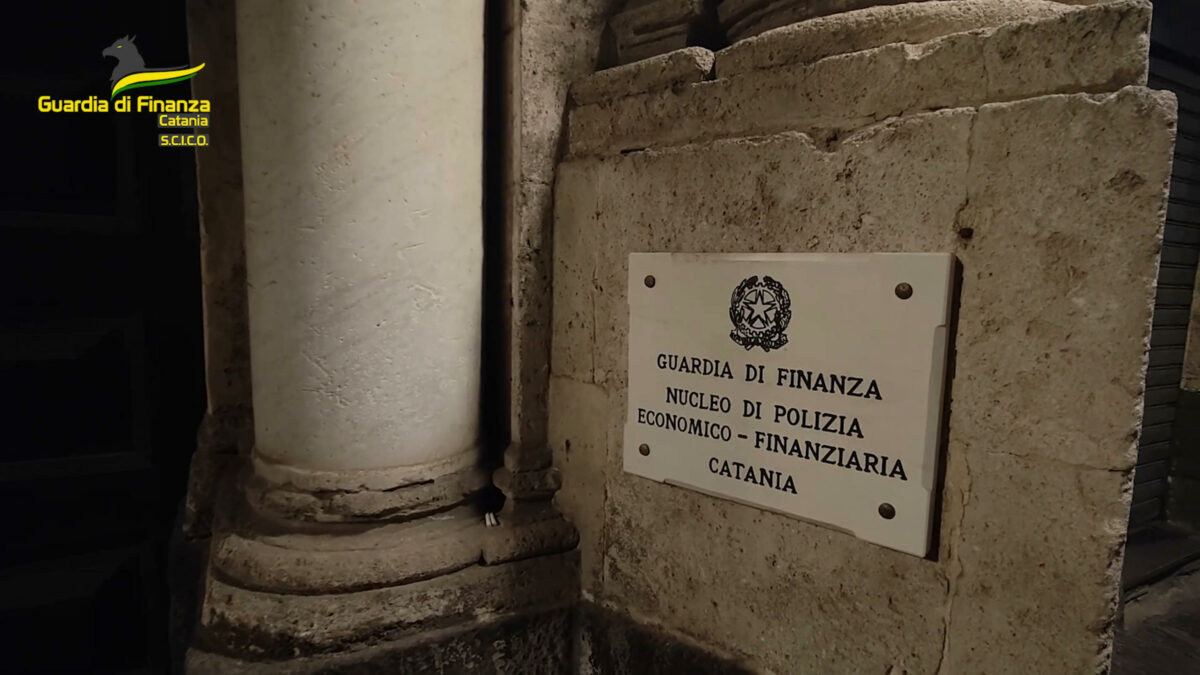 Guardia di Finanza
Catania
S.C.I.C.O.
GUARDIA DI FINANZA
NUCLEO DI POLIZIA
ECONOMICO - FINANZIARIA
CATANIA